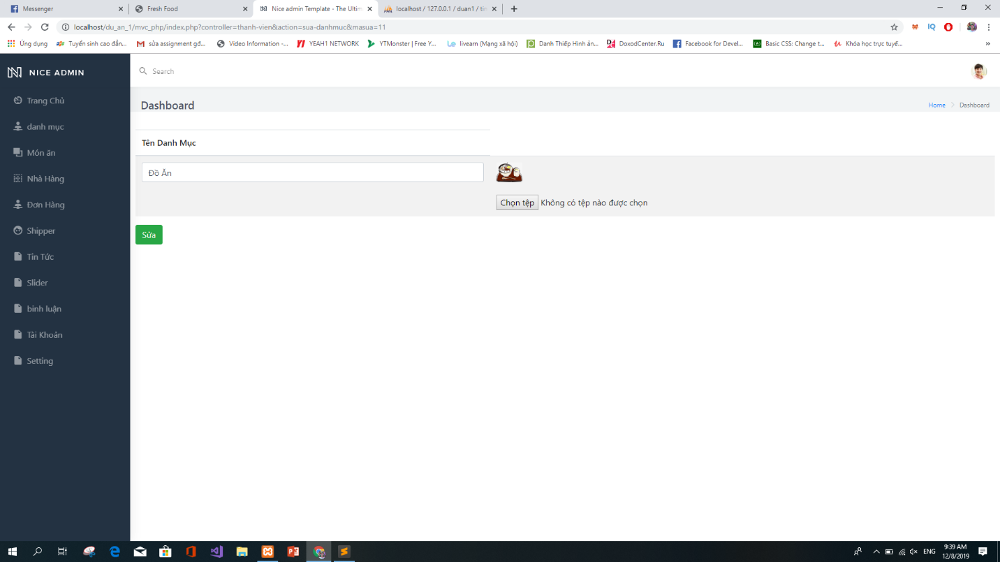 Messenger
Fresh Food
Nice admin Template - The Ultim
localhost / 127.0.0.1 / duan1 / tin
localhost/du_an_1/mvc_php/index.php?controller=thanh-vien&action=sua-danhmuc&masua=11
Ứng dụng
Tuyển sinh cao đẳn...
sửa assignment gd...
Video Information -...
YEAH1 NETWORK
YTMonster | Free Y...
liveam (Mạng xã hội)
Danh Thiếp Hình ản...
DoxodCenter.Ru
Facebook for Devel...
Basic CSS: Change t...
Khóa học trực tuyế...
»
NICE ADMIN
Search
Dashboard
Home
Dashboard
Trang Chủ
danh mục
Món ăn
Nhà Hàng
Đơn Hàng
Shipper
Tin Tức
Slider
bình luận
Tài Khoản
Setting
Tên Danh Mục
Đồ Ăn
Chọn tệp Không có tệp nào được chọn
Sửa
ENG
9:39 AM
12/8/2019